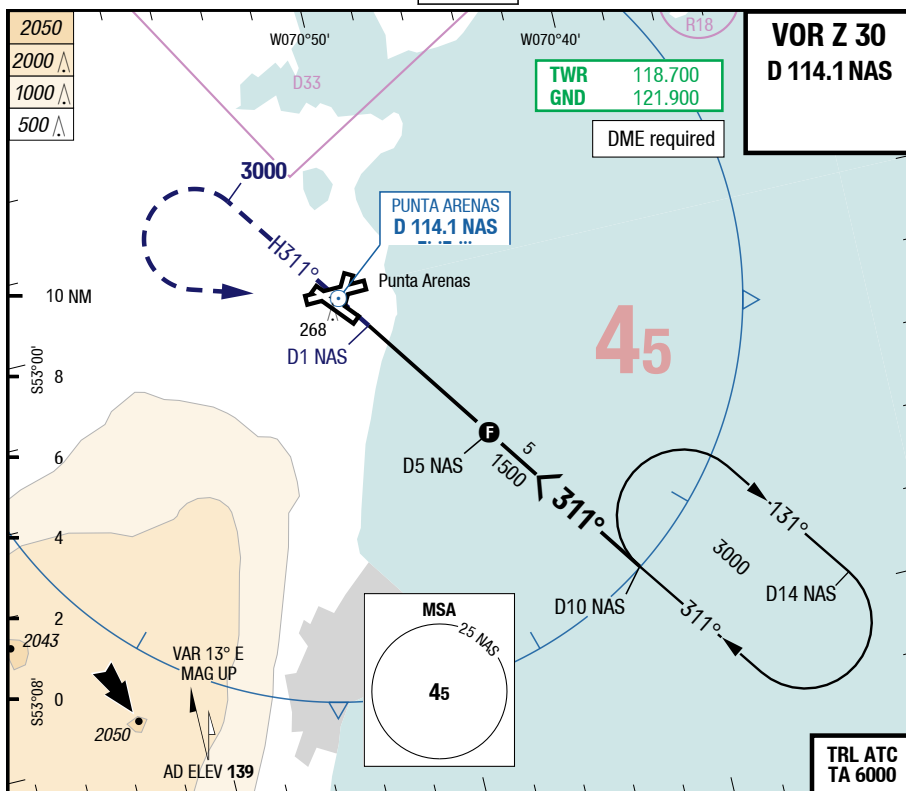 2050
2000
1000
500
W070°50'
W070°40'
R18
D33
VOR Z 30
D 114.1 NAS
TWR 118.700
GND 121.900
DME required
3000
PUNTA ARENAS
D 114.1 NAS
H311°
Punta Arenas
10 NM
268
D1 NAS
45
S53°00'
8
6
D5 NAS
F
5
1500
311°
131°
3000
4
D10 NAS
D14 NAS
311°
MSA
25 NAS
45
2
2043
VAR 13° E
MAG UP
S53°08'
0
2050
AD ELEV 139
TRL ATC
TA 6000